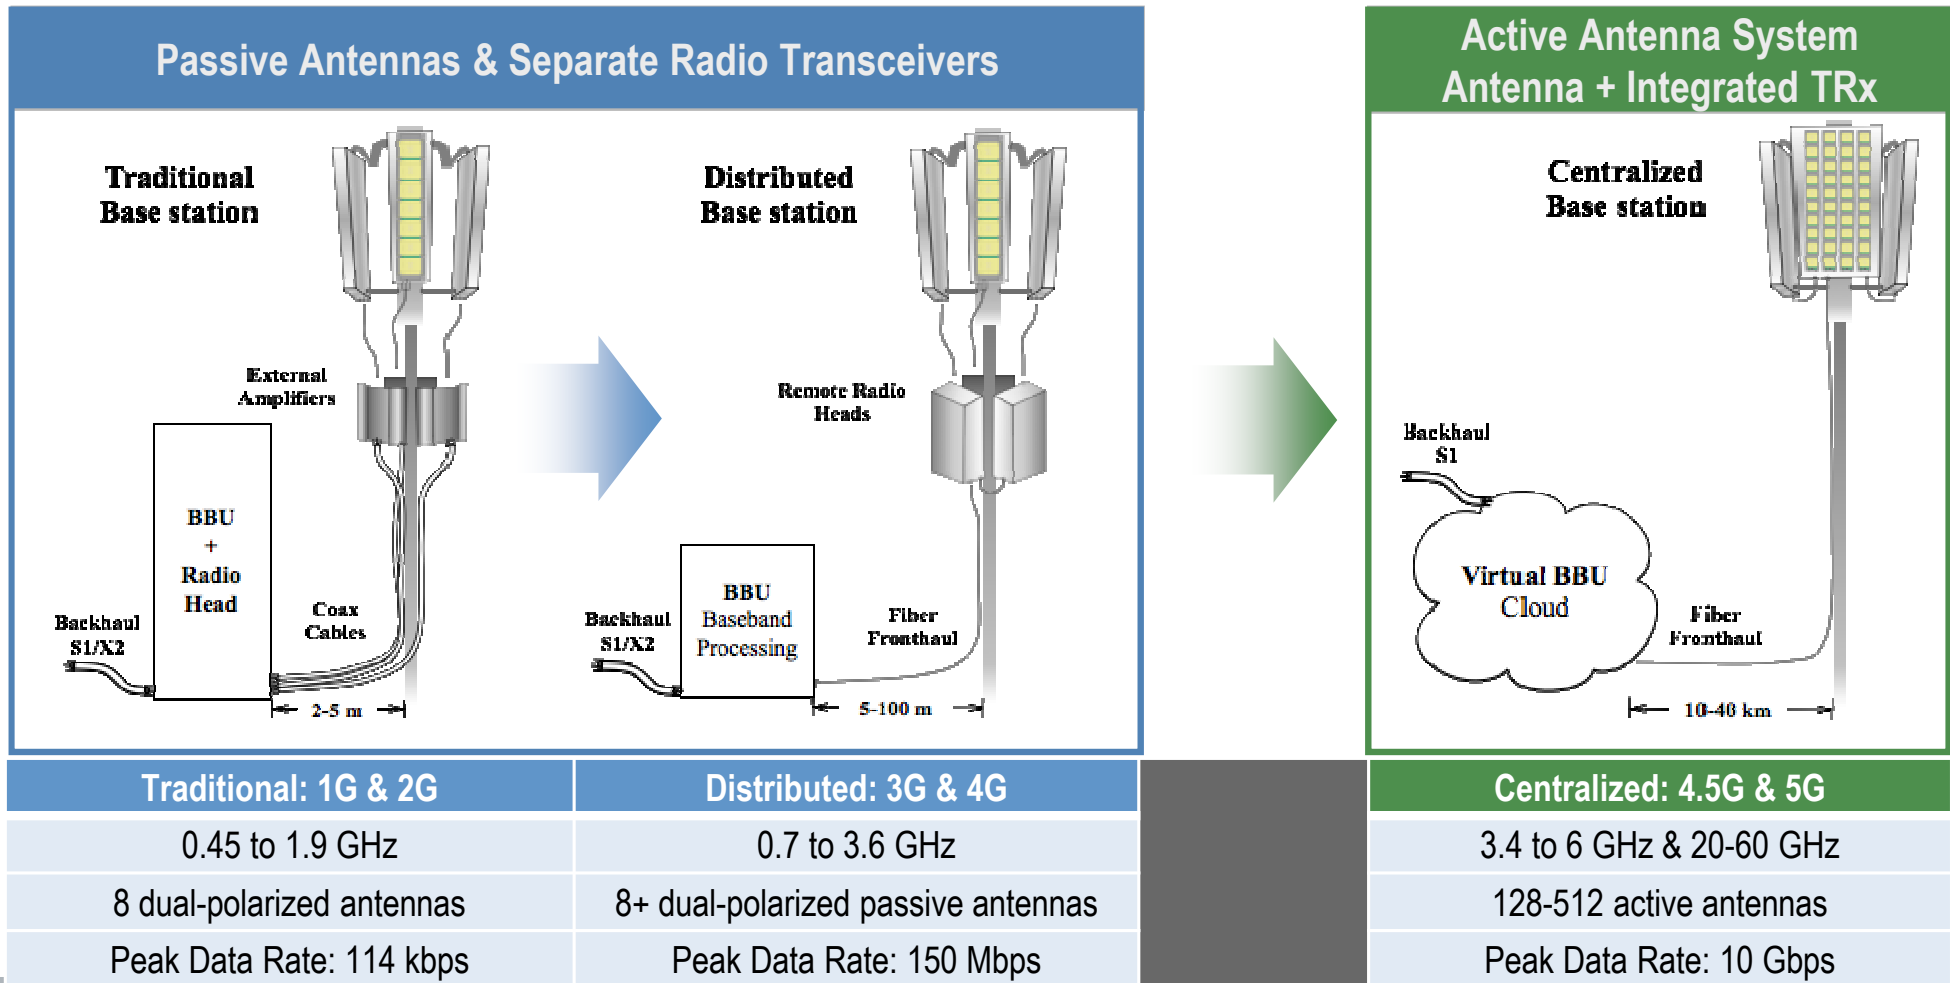 Passive Antennas & Separate Radio Transceivers
Active Antenna System
Antenna + Integrated TRx
Traditional
Base station
External
Amplifiers
BBU
+
Radio
Head
Backhaul
S1/X2
Coax
Cables
2-5 m
Distributed
Base station
Remote Radio
Heads
BBU
Baseband
Processing
Backhaul
S1/X2
Fiber
Fronthaul
5-100 m
Centralized
Base station
Backhaul
S1
Virtual BBU
Cloud
Fiber
Fronthaul
10-40 km
Traditional: 1G & 2G
Distributed: 3G & 4G
Centralized: 4.5G & 5G
0.45 to 1.9 GHz
0.7 to 3.6 GHz
3.4 to 6 GHz & 20-60 GHz
8 dual-polarized antennas
8+ dual-polarized passive antennas
128-512 active antennas
Peak Data Rate: 114 kbps
Peak Data Rate: 150 Mbps
Peak Data Rate: 10 Gbps